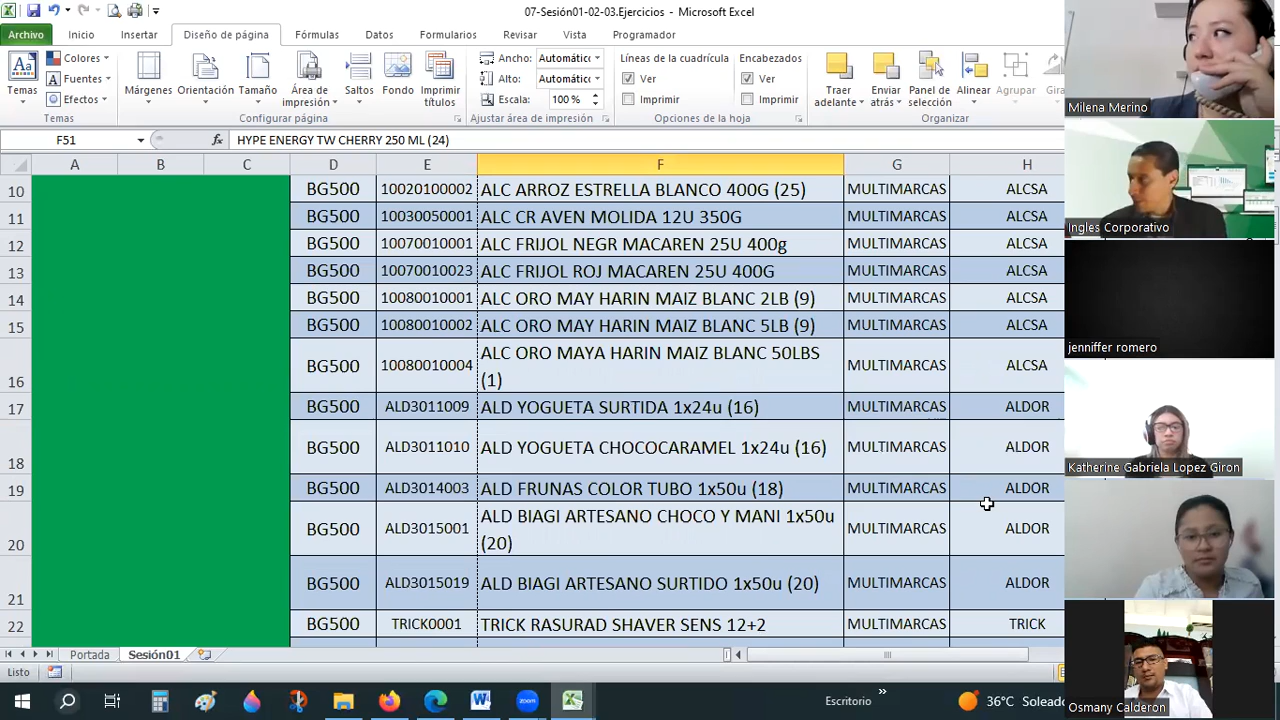 07-Sesión01-02-03.Ejercicios - Microsoft Excel
Archivo Inicio Insertar Diseño de página Fórmulas Datos Formularios Revisar Vista Programador
Aa Temas Colores Fuentes Efectos Temas
Márgenes Orientación Tamaño Área de impresión Saltos Fondo Imprimir títulos Configurar página
Ancho: Automátic Alto: Automátic Escala: 100 % Ajustar área de impresión
Líneas de la cuadrícula Ver Imprimir Encabezados Ver Imprimir Opciones de la hoja
Traer adelante Enviar atrás Panel de selección Alinear Agrupar Gira Organizar
F51 fx HYPE ENERGY TW CHERRY 250 ML (24)
A B C D E F G H
10 BG500 10020100002 ALC ARROZ ESTRELLA BLANCO 400G (25) MULTIMARCAS ALCSA
11 BG500 10030050001 ALC CR AVEN MOLIDA 12U 350G MULTIMARCAS ALCSA
12 BG500 10070010001 ALC FRIJOL NEGR MACAREN 25U 400g MULTIMARCAS ALCSA
13 BG500 10070010023 ALC FRIJOL ROJ MACAREN 25U 400G MULTIMARCAS ALCSA
14 BG500 10080010001 ALC ORO MAY HARIN MAIZ BLANC 2LB (9) MULTIMARCAS ALCSA
15 BG500 10080010002 ALC ORO MAY HARIN MAIZ BLANC 5LB (9) MULTIMARCAS ALCSA
16 BG500 10080010004 ALC ORO MAYA HARIN MAIZ BLANC 50LBS (1) MULTIMARCAS ALCSA
17 BG500 ALD3011009 ALD YOGUETA SURTIDA 1x24u (16) MULTIMARCAS ALDOR
18 BG500 ALD3011010 ALD YOGUETA CHOCOCARAMEL 1x24u (16) MULTIMARCAS ALDOR
19 BG500 ALD3014003 ALD FRUNAS COLOR TUBO 1x50u (18) MULTIMARCAS ALDOR
20 BG500 ALD3015001 ALD BIAGI ARTESANO CHOCO Y MANI 1x50u (20) MULTIMARCAS ALDOR
21 BG500 ALD3015019 ALD BIAGI ARTESANO SURTIDO 1x50u (20) MULTIMARCAS ALDOR
22 BG500 TRICK0001 TRICK RASURAD SHAVER SENS 12+2 MULTIMARCAS TRICK
Portada Sesión01
Listo
Escritorio » 36°C Soleado
Milena Merino
Ingles Corporativo
jenniffer romero
Katherine Gabriela Lopez Giron
Osmany Calderon